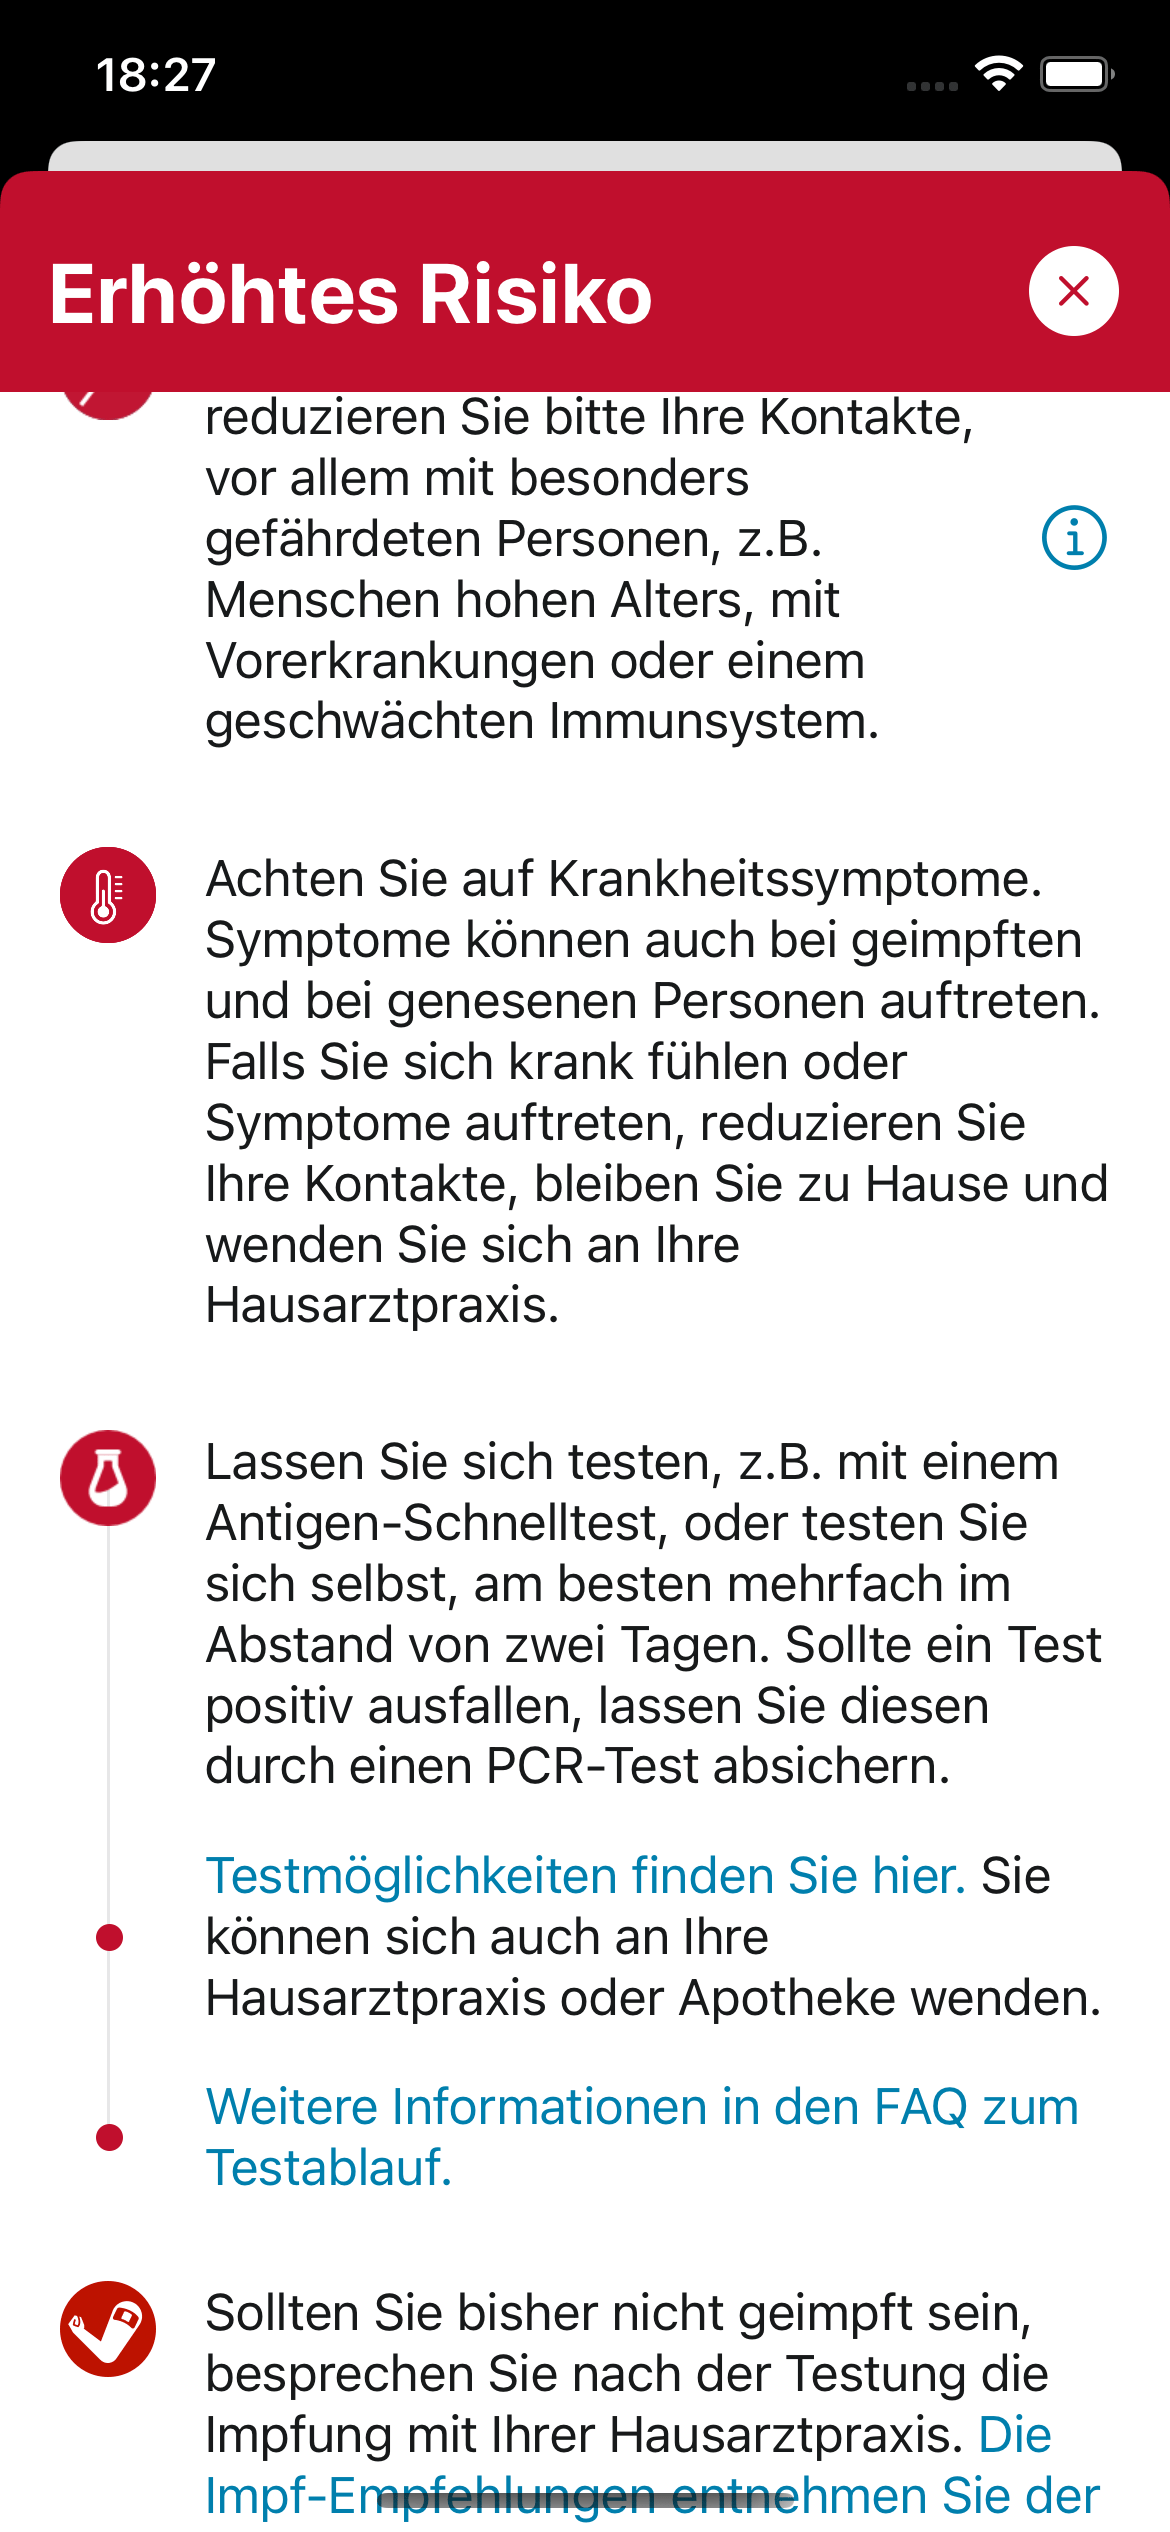 18:27
Erhöhtes Risiko
reduzieren Sie bitte Ihre Kontakte,
vor allem mit besonders
gefährdeten Personen, z.B.
Menschen hohen Alters, mit
Vorerkrankungen oder einem
geschwächten Immunsystem.
Achten Sie auf Krankheitssymptome.
Symptome können auch bei geimpften
und bei genesenen Personen auftreten.
Falls Sie sich krank fühlen oder
Symptome auftreten, reduzieren Sie
Ihre Kontakte, bleiben Sie zu Hause und
wenden Sie sich an Ihre
Hausarztpraxis.
Lassen Sie sich testen, z.B. mit einem
Antigen-Schnelltest, oder testen Sie
sich selbst, am besten mehrfach im
Abstand von zwei Tagen. Sollte ein Test
positiv ausfallen, lassen Sie diesen
durch einen PCR-Test absichern.
Testmöglichkeiten finden Sie hier. Sie
können sich auch an Ihre
Hausarztpraxis oder Apotheke wenden.
Weitere Informationen in den FAQ zum
Testablauf.
Sollten Sie bisher nicht geimpft sein,
besprechen Sie nach der Testung die
Impfung mit Ihrer Hausarztpraxis. Die
Impf-Empfehlungen entnehmen Sie der